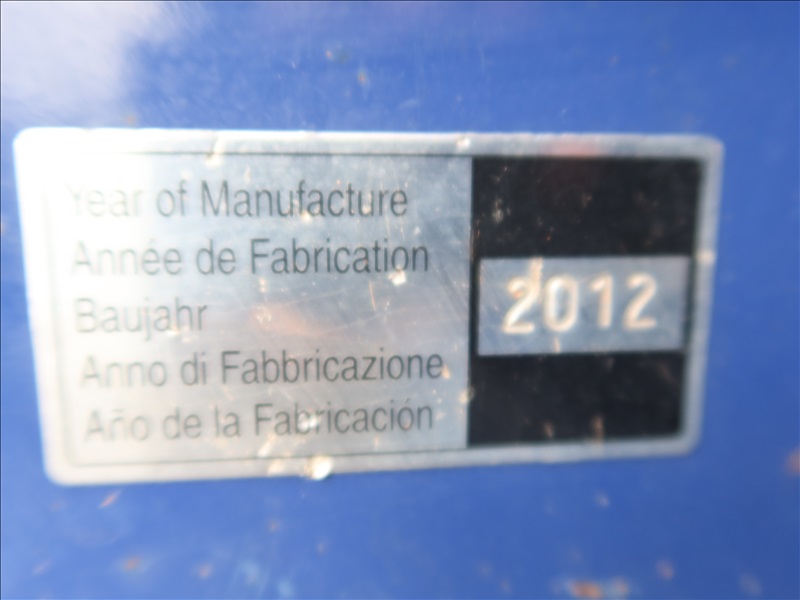 Year of Manufacture
Année de Fabrication
Baujahr
Anno di Fabbricazione
Año de la Fabricación
2012